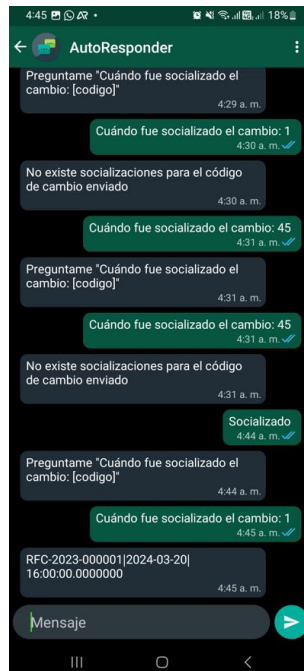 4:45
18%
AutoResponder
Preguntame "Cuándo fue socializado el
cambio: [codigo]"
4:29 a. m.
Cuándo fue socializado el cambio: 1
4:30 a. m.
No existe socializaciones para el código
de cambio enviado
4:30 a. m.
Cuándo fue socializado el cambio: 45
4:31 a. m.
Preguntame "Cuándo fue socializado el
cambio: [codigo]"
4:31 a. m.
Cuándo fue socializado el cambio: 45
4:31 a. m.
No existe socializaciones para el código
de cambio enviado
4:31 a. m.
Socializado
4:44 a. m.
Preguntame "Cuándo fue socializado el
cambio: [codigo]"
4:44 a. m.
Cuándo fue socializado el cambio: 1
4:45 a. m.
RFC-2023-000001|2024-03-20|
16:00:00.0000000
4:45 a. m.
Mensaje